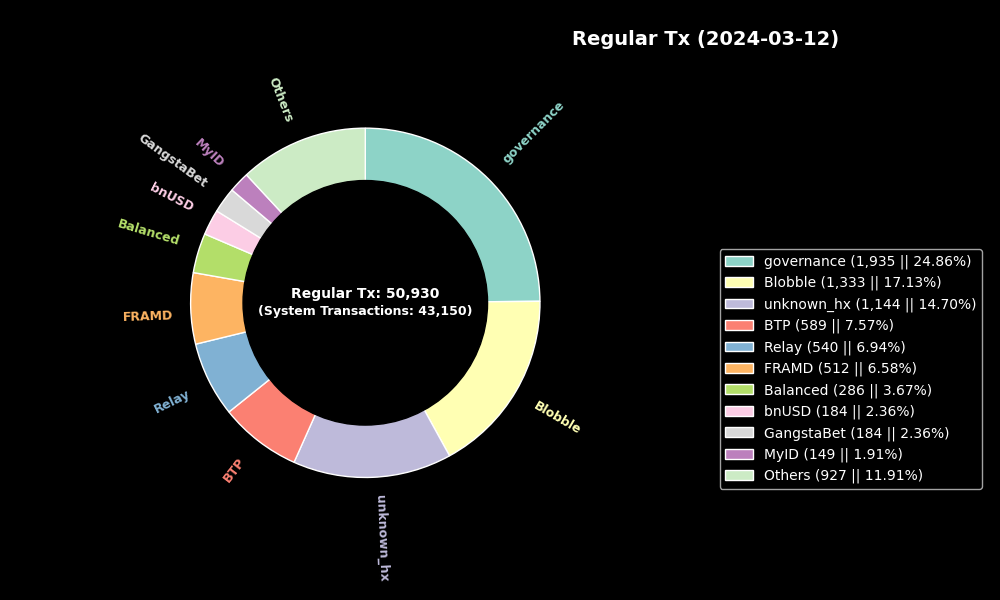 Regular Tx (2024-03-12)
Others
governance
MyID
GangstaBet
bnUSD
Balanced
FRAMD
Relay
BTP
unknown_hx
Blobble
Regular Tx: 50,930
(System Transactions: 43,150)
governance (1,935 || 24.86%)
Blobble (1,333 || 17.13%)
unknown_hx (1,144 || 14.70%)
BTP (589 || 7.57%)
Relay (540 || 6.94%)
FRAMD (512 || 6.58%)
Balanced (286 || 3.67%)
bnUSD (184 || 2.36%)
GangstaBet (184 || 2.36%)
MyID (149 || 1.91%)
Others (927 || 11.91%)